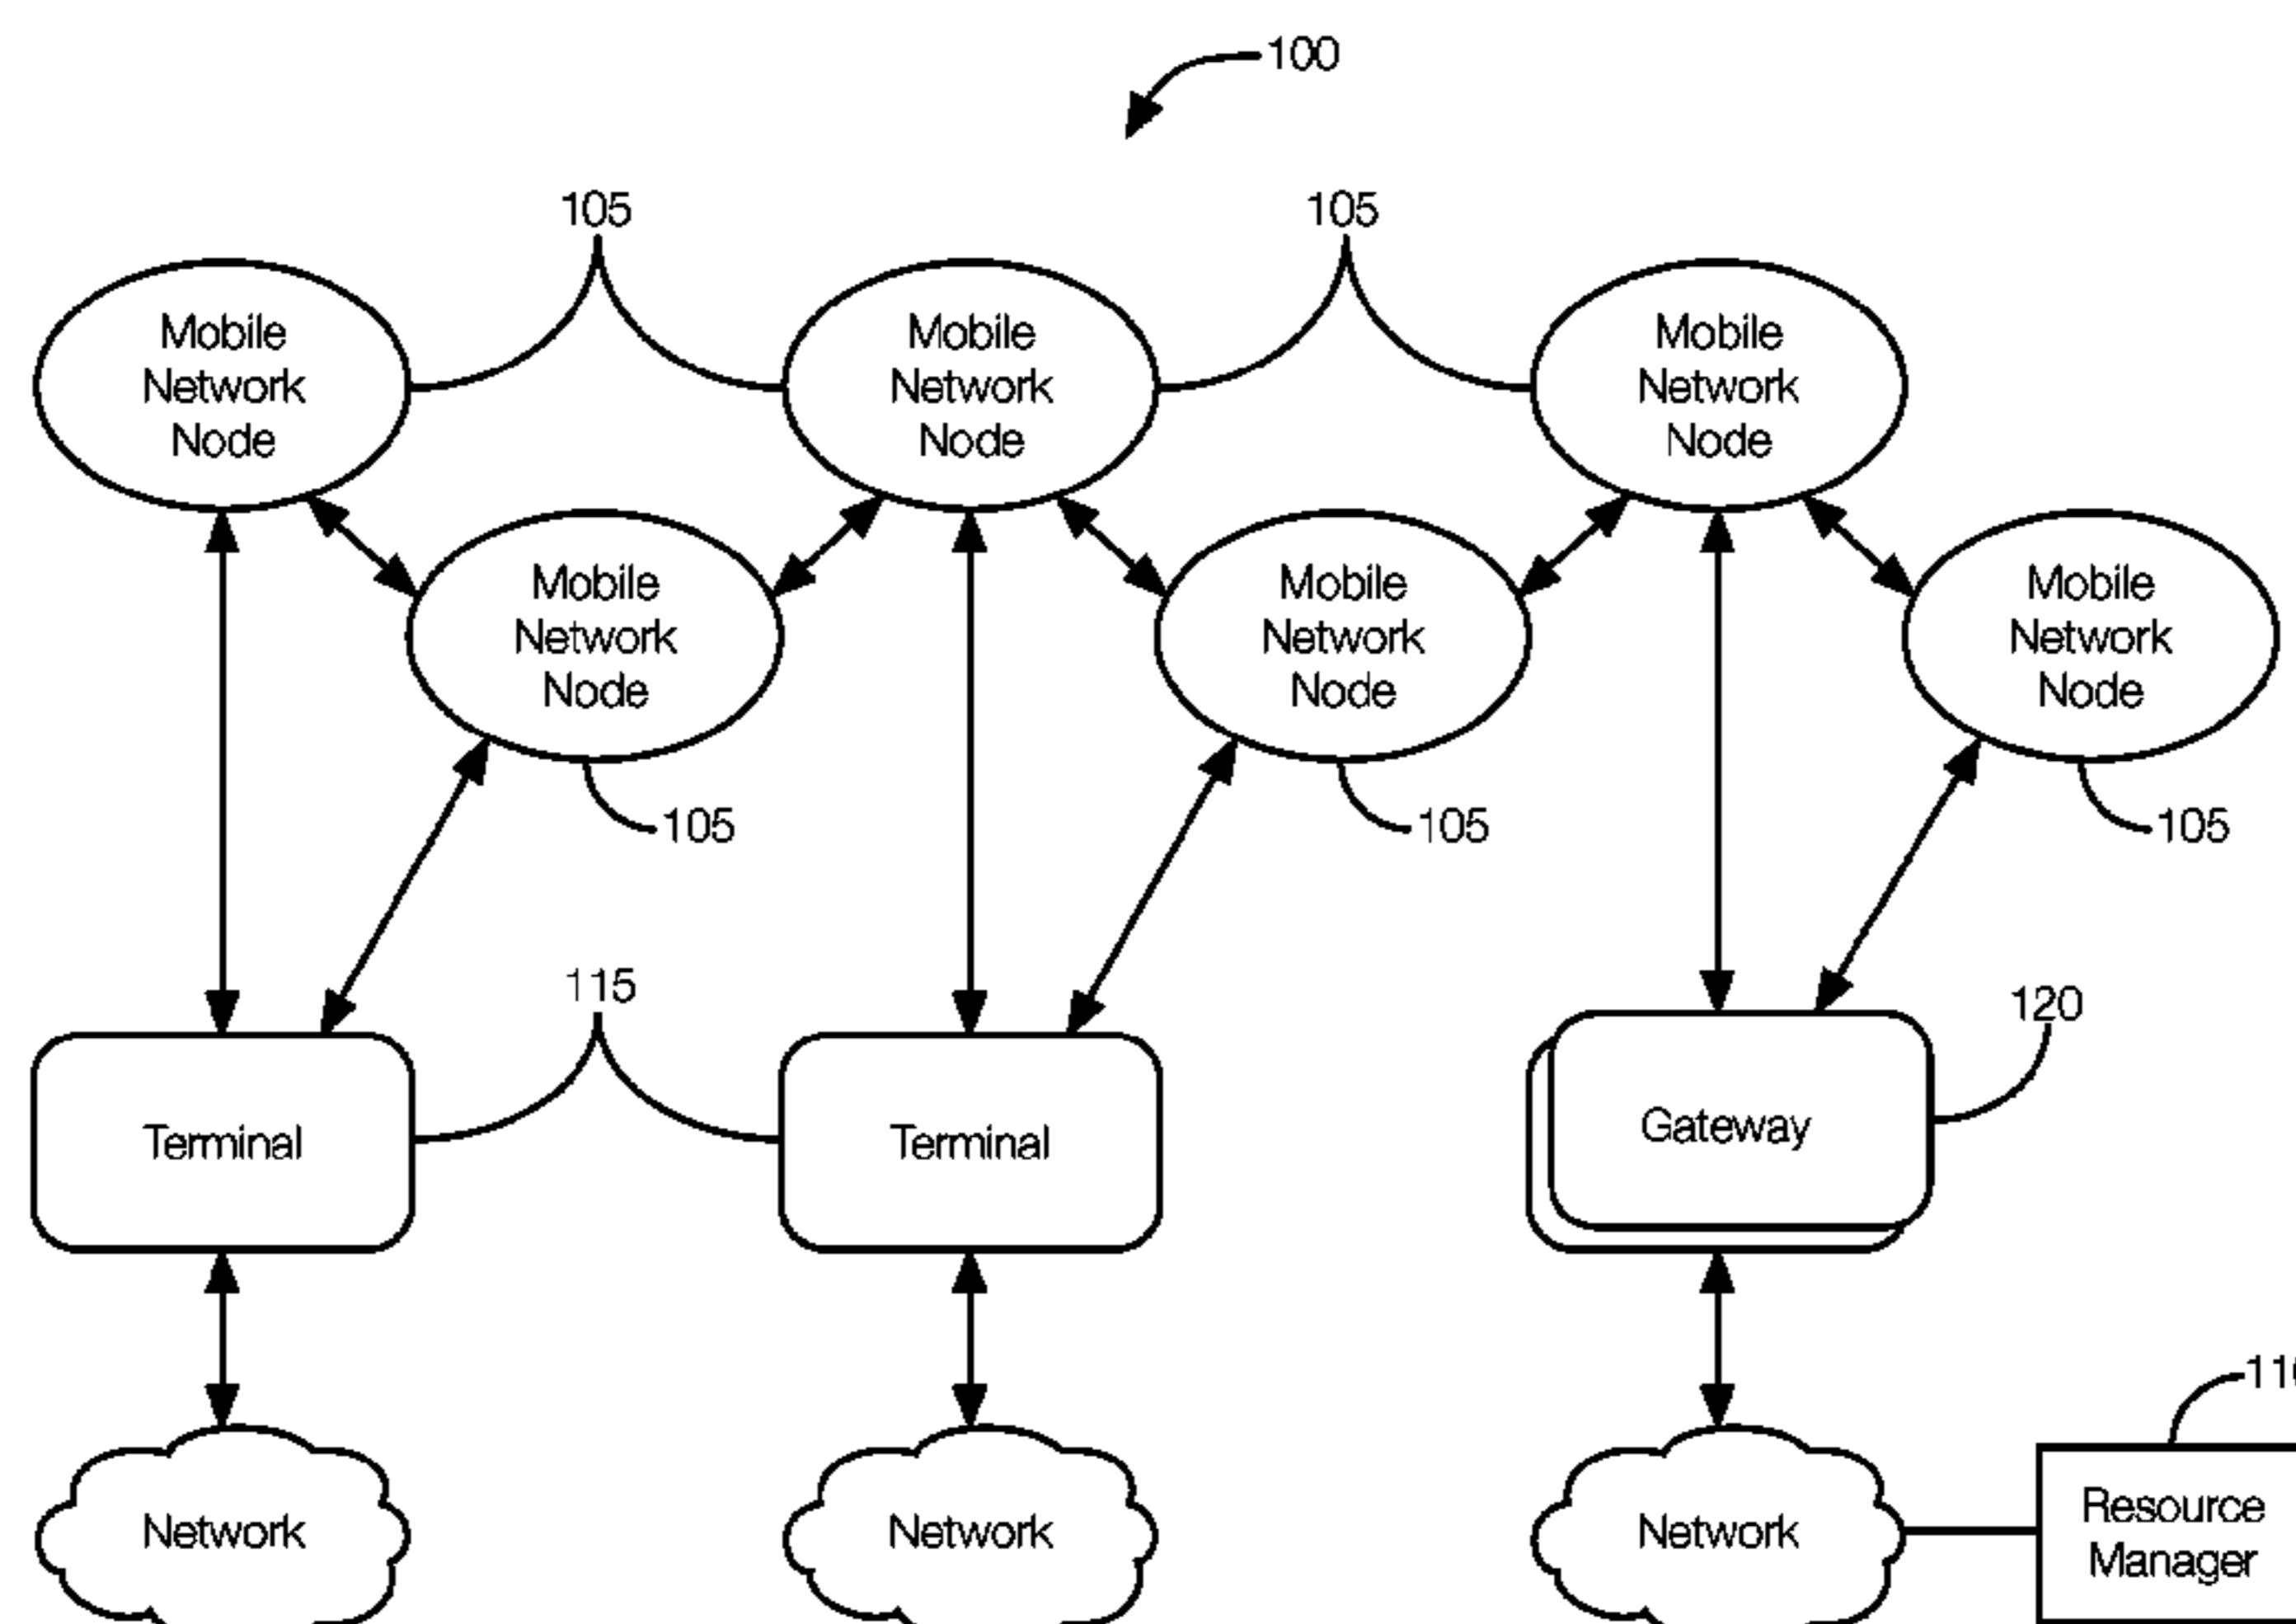 100
105
105
Mobile
Network
Node
Mobile
Network
Node
Mobile
Network
Node
Mobile
Network
Node
Mobile
Network
Node
Mobile
Network
Node
105
105
105
115
120
Terminal
Terminal
Gateway
Network
Network
Network
Resource
Manager